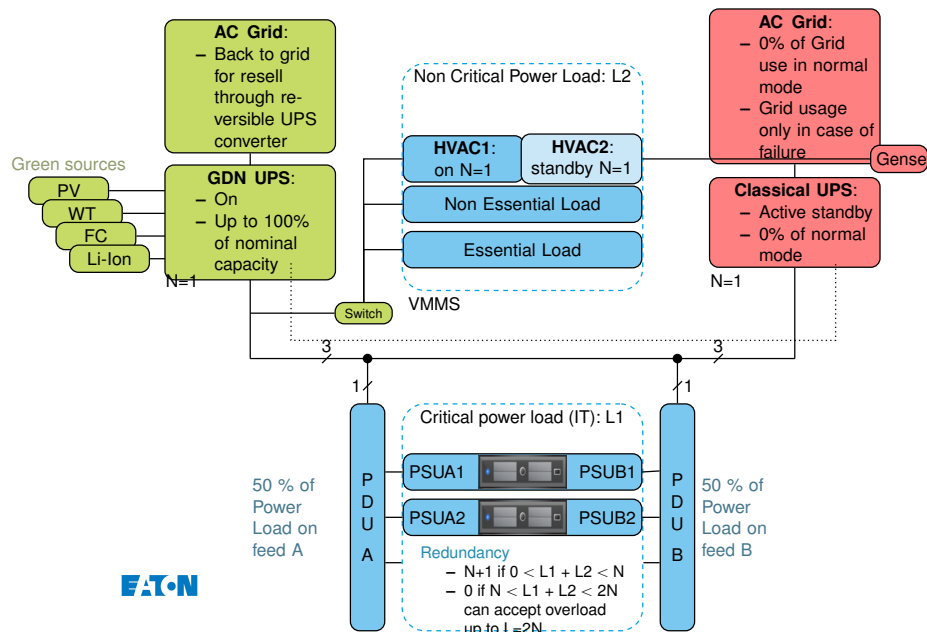 AC Grid:
– Back to grid
for resell
through re-
versible UPS
converter
Green sources
PV
WT
FC
Li-Ion
GDN UPS:
– On
– Up to 100%
of nominal
capacity
N=1
Non Critical Power Load: L2
HVAC1:
on N=1
HVAC2:
standby N=1
Non Essential Load
Essential Load
Switch
VMMS
AC Grid:
– 0% of Grid
use in normal
mode
– Grid usage
only in case of
failure
Gense
Classical UPS:
– Active standby
– 0% of normal
mode
N=1
3
3
1
1
Critical power load (IT): L1
P
D
U
A
PSUA1
PSUB1
PSUA2
PSUB2
P
D
U
B
50 % of
Power
Load on
feed A
50 % of
Power
Load on
feed B
Redundancy
– N+1 if 0 < L1 + L2 < N
– 0 if N < L1 + L2 < 2N
can accept overload
up to L=2N
EATON